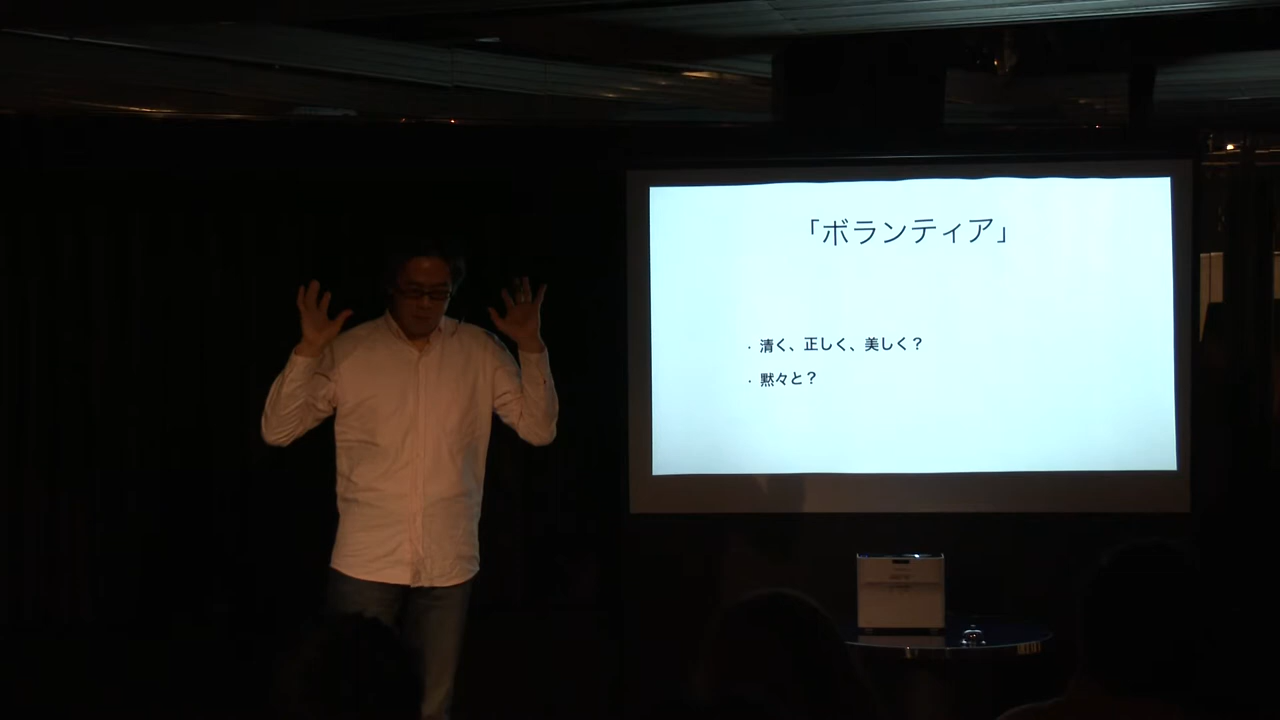 「ボランティア」
・清く、正しく、美しく？
・黙々と？